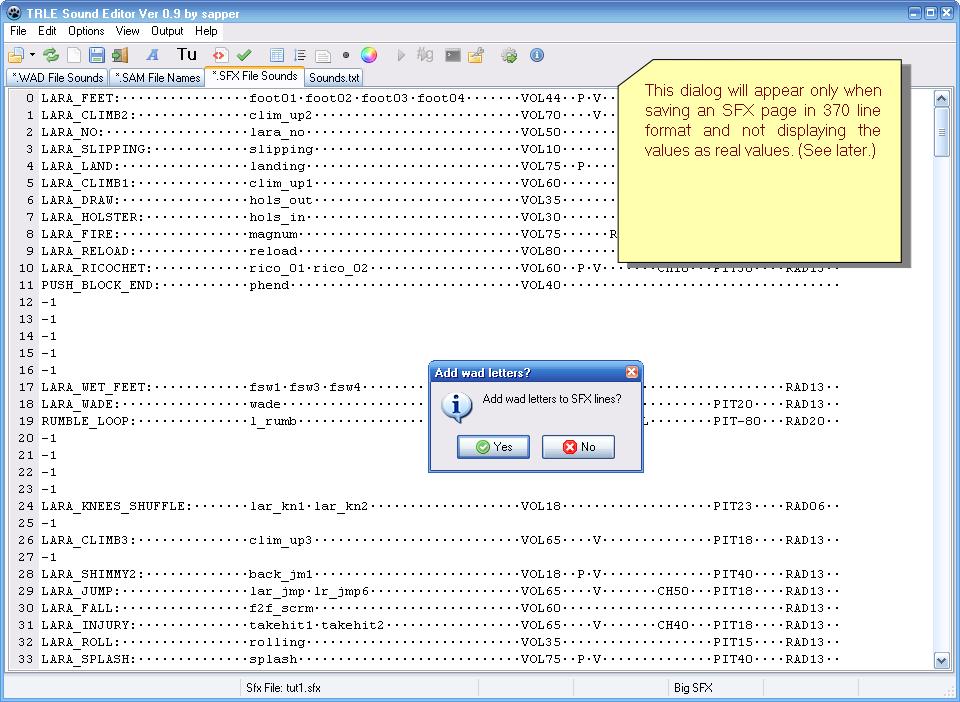 TRLE Sound Editor Ver 0.9 by sapper
File Edit Options View Output Help
Tu
*.WAD File Sounds *.SAM File Names *.SFX File Sounds Sounds.txt
This dialog will appear only when
saving an SFX page in 370 line
format and not displaying the
values as real values. (See later.)
0 LARA_FEET:················foot01·foot02·foot03·foot04·······VOL44··P·V··
1 LARA_CLIMB2:··············clim_up2··························VOL70····V··
2 LARA_NO:··················lara_no···························VOL50
3 LARA_SLIPPING:············slipping··························VOL10
4 LARA_LAND:················landing···························VOL75··P
5 LARA_CLIMB1:··············clim_up1··························VOL60
6 LARA_DRAW:················hols_out··························VOL35
7 LARA_HOLSTER:·············hols_in···························VOL30
8 LARA_FIRE:················magnum····························VOL75······R
9 LARA_RELOAD:··············reload····························VOL80
10 LARA_RICOCHET:············rico_01·rico_02···················VOL60··P·V·······CH18···PIT38····RAD13··
11 PUSH_BLOCK_END:···········phend·····························VOL40···································
12 -1
13 -1
14 -1
15 -1
16 -1
17 LARA_WET_FEET:············fsw1·fsw3·fsw4····RAD13··
18 LARA_WADE:················wade··············PIT20····RAD13··
19 RUMBLE_LOOP:··············l_rumb············L········PIT-80···RAD20··
20 -1
21 -1
22 -1
23 -1
24 LARA_KNEES_SHUFFLE:·······lar_kn1·lar_kn2···················VOL18···················PIT23····RAD06··
25 -1
26 LARA_CLIMB3:··············clim_up3··························VOL65····V··············PIT18····RAD13··
27 -1
28 LARA_SHIMMY2:·············back_jm1··························VOL18··P·V··············PIT40····RAD13··
29 LARA_JUMP:················lar_jmp·lr_jmp6···················VOL65····V·······CH50···PIT18····RAD13··
30 LARA_FALL:················f2f_scrm··························VOL60····························RAD13··
31 LARA_INJURY:··············takehit1·takehit2·················VOL65····V·······CH40···PIT18····RAD13··
32 LARA_ROLL:················rolling···························VOL35···················PIT15····RAD13··
33 LARA_SPLASH:··············splash····························VOL75··P·V··············PIT40····RAD13··
Add wad letters?
Add wad letters to SFX lines?
Yes No
Sfx File: tut1.sfx Big SFX